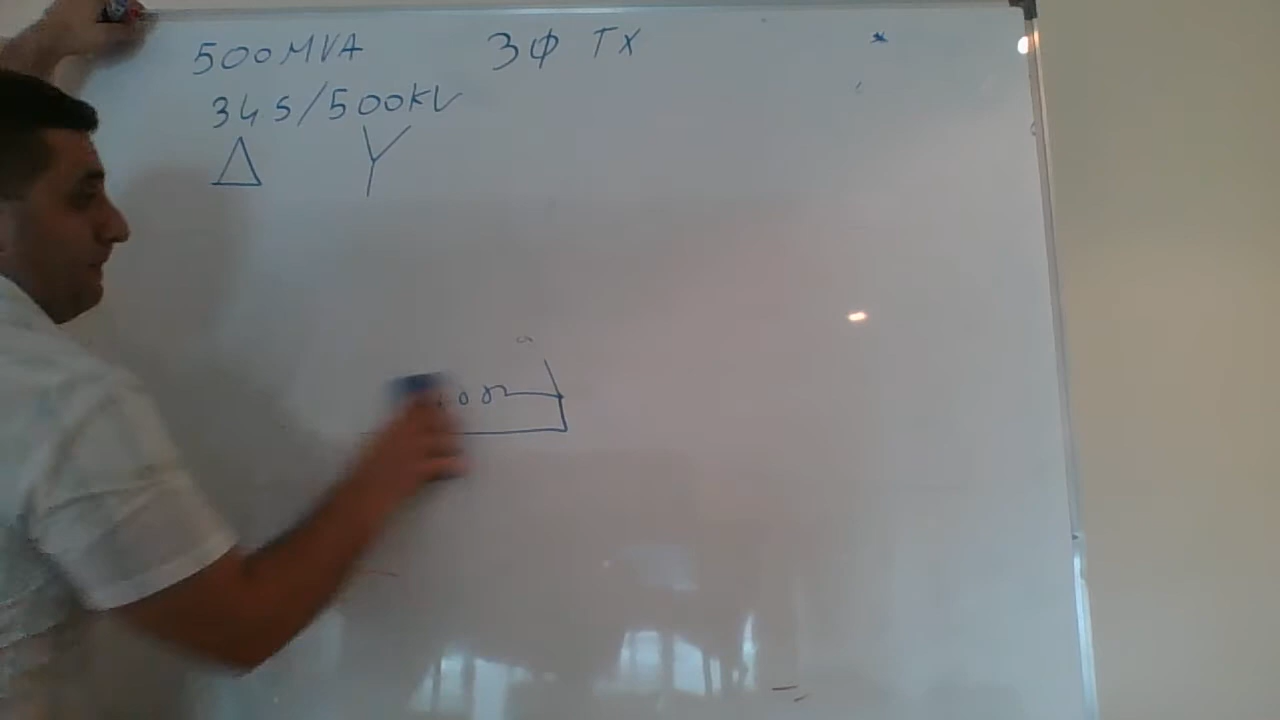 500MVA 3Φ TX
345/500kV
Δ Y
a